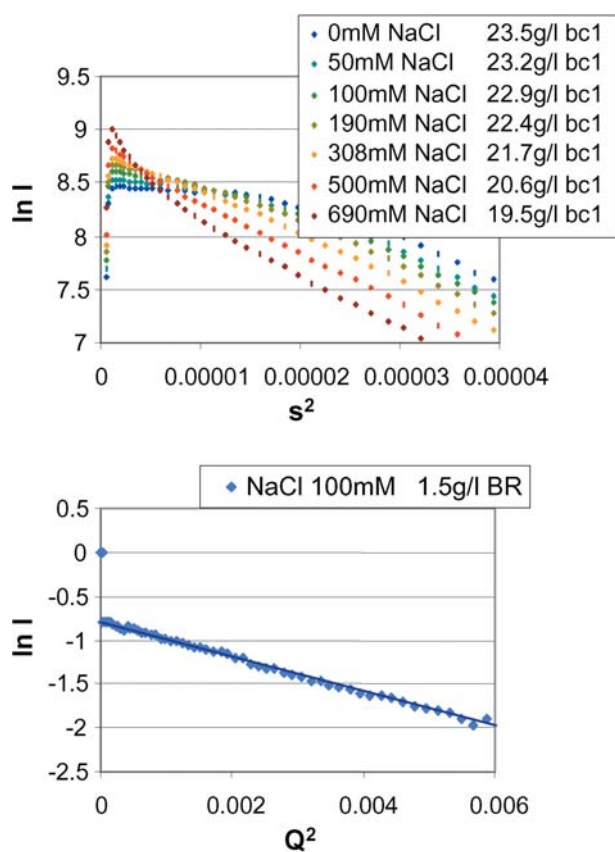 0mM NaCl 23.5g/l bc1
50mM NaCl 23.2g/l bc1
100mM NaCl 22.9g/l bc1
190mM NaCl 22.4g/l bc1
308mM NaCl 21.7g/l bc1
500mM NaCl 20.6g/l bc1
690mM NaCl 19.5g/l bc1
9.5
9
8.5
8
7.5
7
ln I
0 0.00001 0.00002 0.00003 0.00004
s²
NaCl 100mM 1.5g/l BR
0.5
0
-0.5
-1
-1.5
-2
-2.5
ln I
0 0.002 0.004 0.006
Q²